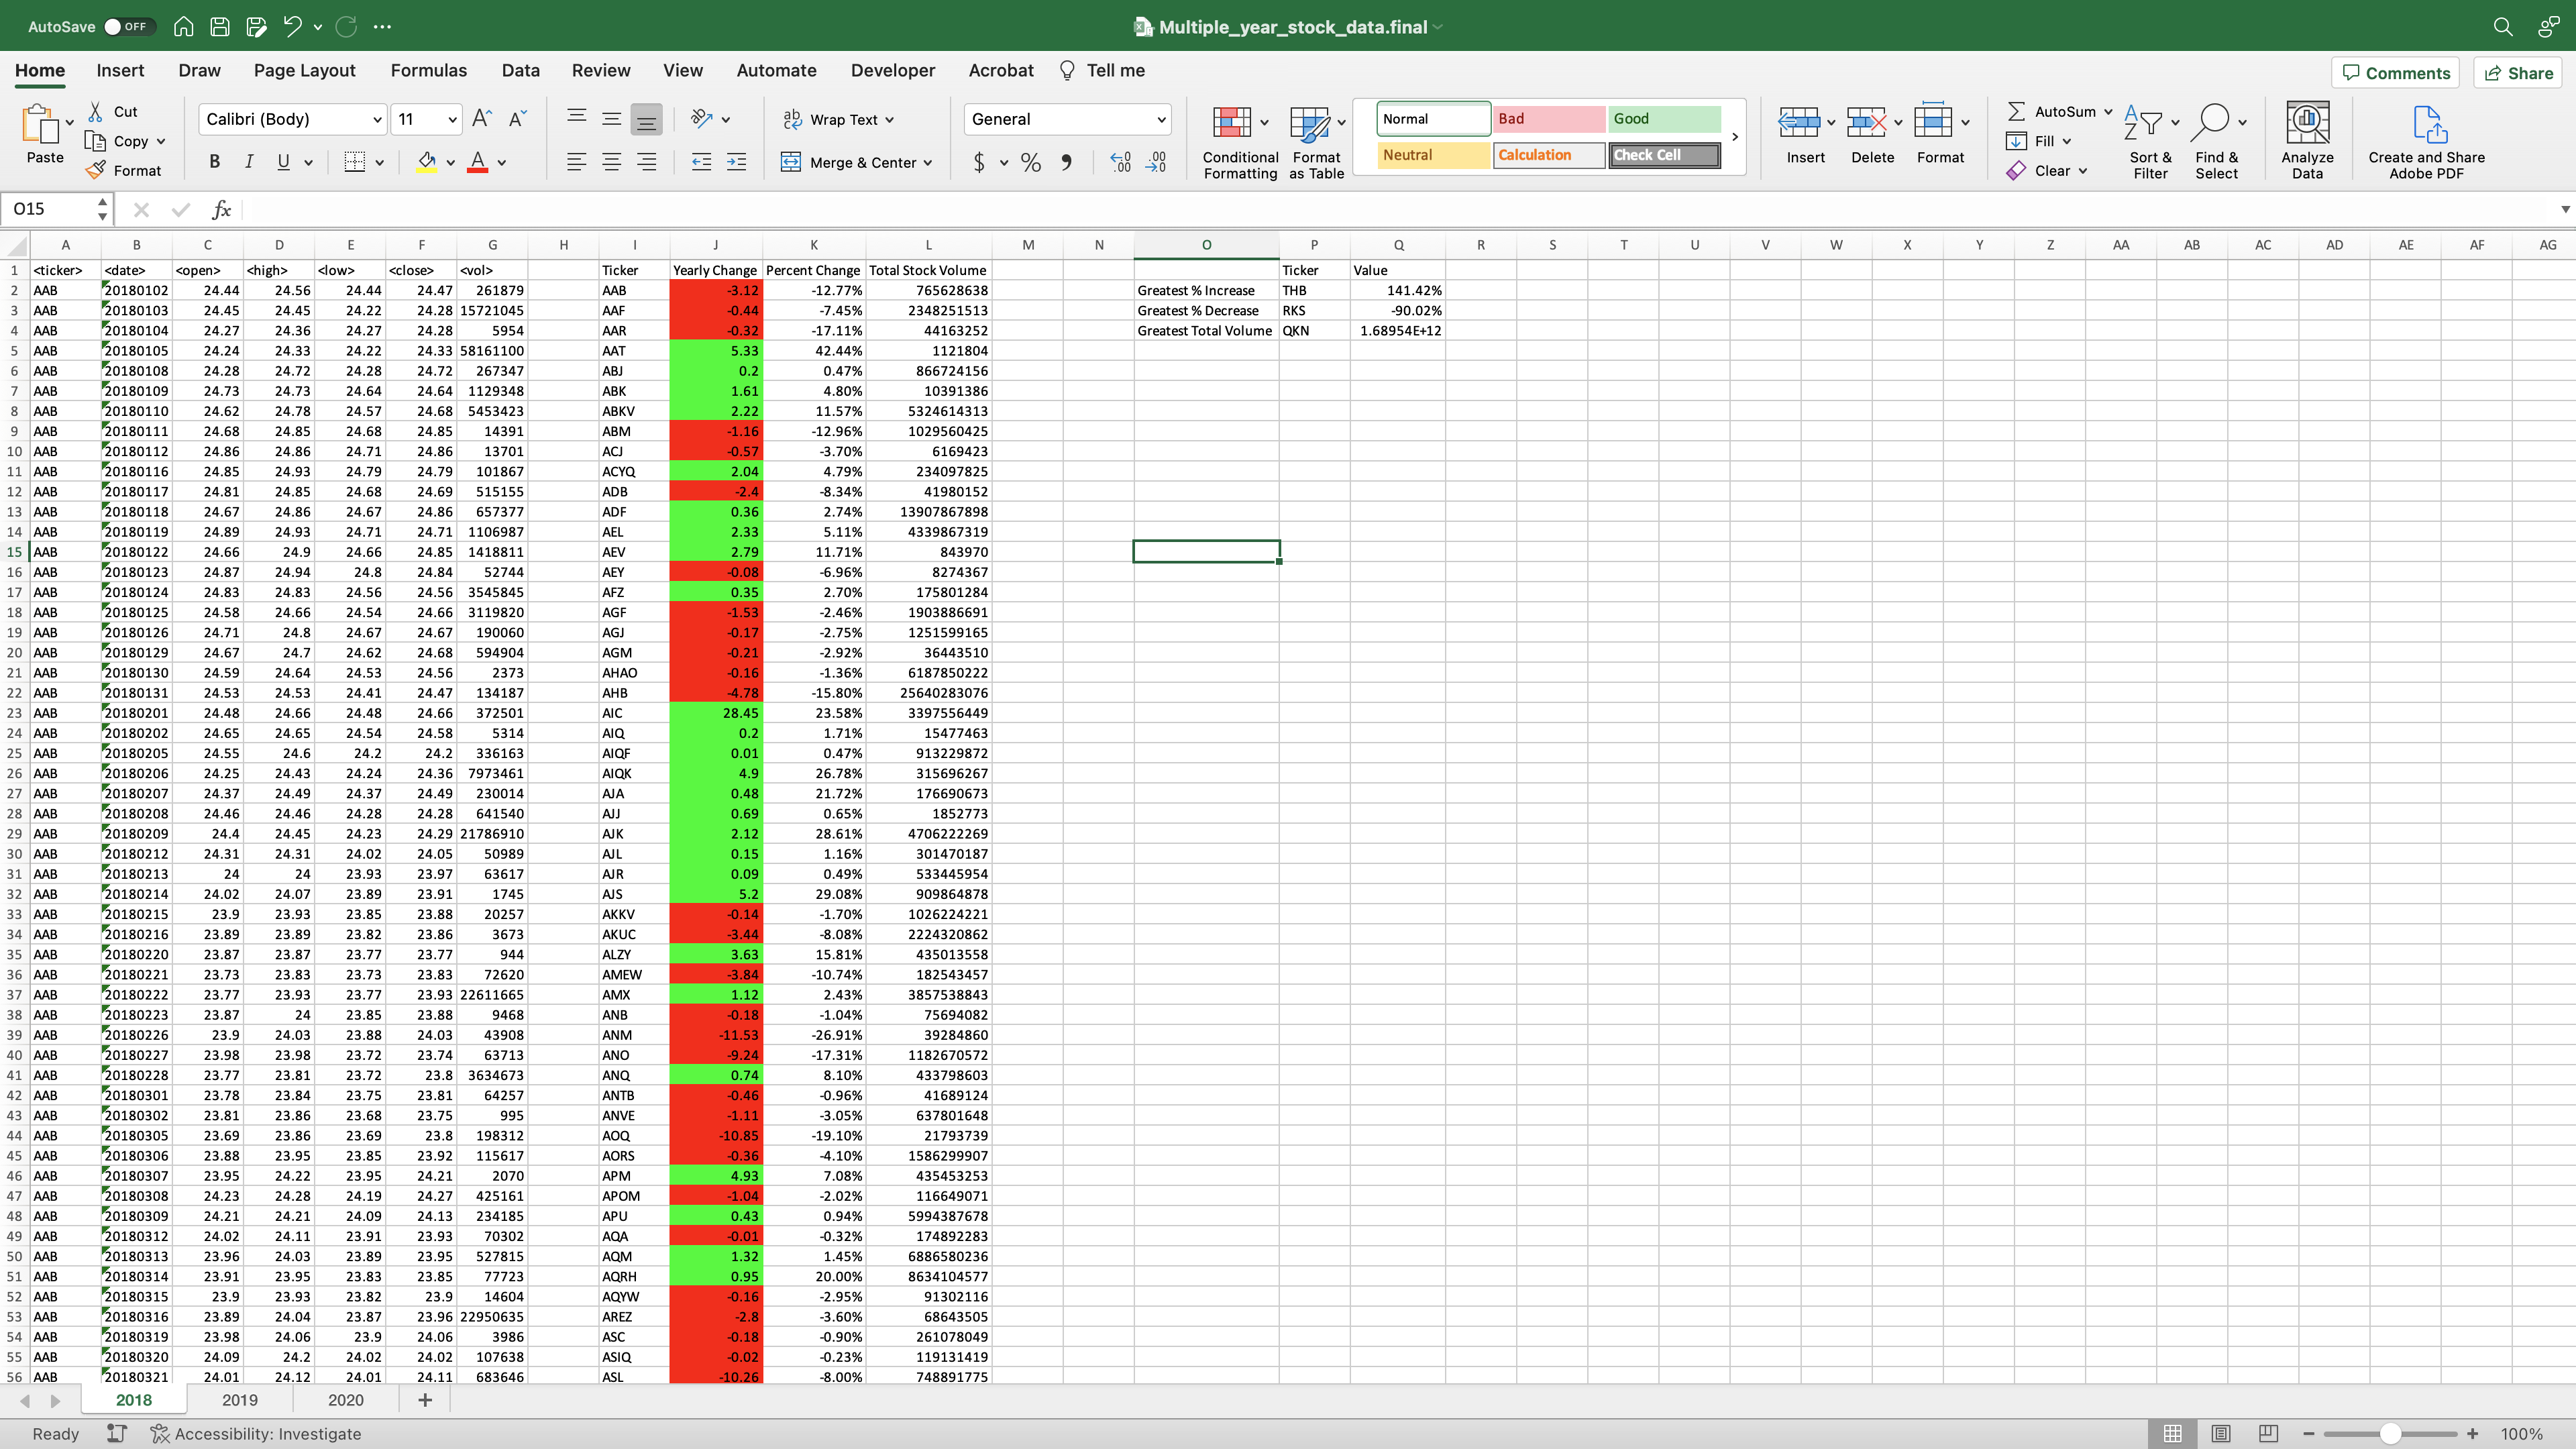 AutoSave OFF Multiple_year_stock_data.final
Home Insert Draw Page Layout Formulas Data Review View Automate Developer Acrobat Tell me Comments Share
Paste Cut Copy Format
Calibri (Body) 11 B I U A
ab Wrap Text Merge & Center
General $ % 9
Conditional Formatting Format as Table
Normal Bad Good
Neutral Calculation Check Cell
Insert Delete Format
AutoSum Fill Clear
Sort & Filter Find & Select Analyze Data Create and Share Adobe PDF
O15 fx
A B C D E F G H I J K L M N O P Q R S T U V W X Y Z AA AB AC AD AE AF AG
1 <ticker> <date> <open> <high> <low> <close> <vol> Ticker Yearly Change Percent Change Total Stock Volume Ticker Value
2 AAB 20180102 24.44 24.56 24.44 24.47 261879 AAB -3.12 -12.77% 765628638 Greatest % Increase THB 141.42%
3 AAB 20180103 24.45 24.45 24.22 24.28 15721045 AAF -0.44 -7.45% 2348251513 Greatest % Decrease RKS -90.02%
4 AAB 20180104 24.27 24.36 24.27 24.28 5954 AAR -0.32 -17.11% 44163252 Greatest Total Volume QKN 1.68954E+12
5 AAB 20180105 24.24 24.33 24.22 24.33 58161100 AAT 5.33 42.44% 1121804
6 AAB 20180108 24.28 24.72 24.28 24.72 267347 ABJ 0.2 0.47% 866724156
7 AAB 20180109 24.73 24.73 24.64 24.64 1129348 ABK 1.61 4.80% 10391386
8 AAB 20180110 24.62 24.78 24.57 24.68 5453423 ABKV 2.22 11.57% 5324614313
9 AAB 20180111 24.68 24.85 24.68 24.85 14391 ABM -1.16 -12.96% 1029560425
10 AAB 20180112 24.86 24.86 24.71 24.86 13701 ACJ -0.57 -3.70% 6169423
11 AAB 20180116 24.85 24.93 24.79 24.79 101867 ACYQ 2.04 4.79% 234097825
12 AAB 20180117 24.81 24.85 24.68 24.69 515155 ADB -2.4 -8.34% 41980152
13 AAB 20180118 24.67 24.86 24.67 24.86 657377 ADF 0.36 2.74% 13907867898
14 AAB 20180119 24.89 24.93 24.71 24.71 1106987 AEL 2.33 5.11% 4339867319
15 AAB 20180122 24.66 24.9 24.66 24.85 1418811 AEV 2.79 11.71% 843970
16 AAB 20180123 24.87 24.94 24.8 24.84 52744 AEY -0.08 -6.96% 8274367
17 AAB 20180124 24.83 24.83 24.56 24.56 3545845 AFZ 0.35 2.70% 175801284
18 AAB 20180125 24.58 24.66 24.54 24.66 3119820 AGF -1.53 -2.46% 1903886691
19 AAB 20180126 24.71 24.8 24.67 24.67 190060 AGJ -0.17 -2.75% 1251599165
20 AAB 20180129 24.67 24.7 24.62 24.68 594904 AGM -0.21 -2.92% 36443510
21 AAB 20180130 24.59 24.64 24.53 24.56 2373 AHAO -0.16 -1.36% 6187850222
22 AAB 20180131 24.53 24.53 24.41 24.47 134187 AHB -4.78 -15.80% 25640283076
23 AAB 20180201 24.48 24.66 24.48 24.66 372501 AIC 28.45 23.58% 3397556449
24 AAB 20180202 24.65 24.65 24.54 24.58 5314 AIQ 0.2 1.71% 15477463
25 AAB 20180205 24.55 24.6 24.2 24.2 336163 AIQF 0.01 0.47% 913229872
26 AAB 20180206 24.25 24.43 24.24 24.36 7973461 AIQK 4.9 26.78% 315696267
27 AAB 20180207 24.37 24.49 24.37 24.49 230014 AJA 0.48 21.72% 176690673
28 AAB 20180208 24.46 24.46 24.28 24.28 641540 AJJ 0.69 0.65% 1852773
29 AAB 20180209 24.4 24.45 24.23 24.29 21786910 AJK 2.12 28.61% 4706222269
30 AAB 20180212 24.31 24.31 24.02 24.05 50989 AJL 0.15 1.16% 301470187
31 AAB 20180213 24 24 23.93 23.97 63617 AJR 0.09 0.49% 533445954
32 AAB 20180214 24.02 24.07 23.89 23.91 1745 AJS 5.2 29.08% 909864878
33 AAB 20180215 23.9 23.93 23.85 23.88 20257 AKKV -0.14 -1.70% 1026224221
34 AAB 20180216 23.89 23.89 23.82 23.86 3673 AKUC -3.44 -8.08% 2224320862
35 AAB 20180220 23.87 23.87 23.77 23.77 944 ALZY 3.63 15.81% 435013558
36 AAB 20180221 23.73 23.83 23.73 23.83 72620 AMEW -3.84 -10.74% 182543457
37 AAB 20180222 23.77 23.93 23.77 23.93 22611665 AMX 1.12 2.43% 3857538843
38 AAB 20180223 23.87 24 23.85 23.88 9468 ANB -0.18 -1.04% 75694082
39 AAB 20180226 23.9 24.03 23.88 24.03 43908 ANM -11.53 -26.91% 39284860
40 AAB 20180227 23.98 23.98 23.72 23.74 63713 ANO -9.24 -17.31% 1182670572
41 AAB 20180228 23.77 23.81 23.72 23.8 3634673 ANQ 0.74 8.10% 433798603
42 AAB 20180301 23.78 23.84 23.75 23.81 64257 ANTB -0.46 -0.96% 41689124
43 AAB 20180302 23.81 23.86 23.68 23.75 995 ANVE -1.11 -3.05% 637801648
44 AAB 20180305 23.69 23.86 23.69 23.8 198312 AOQ -10.85 -19.10% 21793739
45 AAB 20180306 23.88 23.95 23.85 23.92 115617 AORS -0.36 -4.10% 1586299907
46 AAB 20180307 23.95 24.22 23.95 24.21 2070 APM 4.93 7.08% 435453253
47 AAB 20180308 24.23 24.28 24.19 24.27 425161 APOM -1.04 -2.02% 116649071
48 AAB 20180309 24.21 24.21 24.09 24.13 234185 APU 0.43 0.94% 5994387678
49 AAB 20180312 24.02 24.11 23.91 23.93 70302 AQA -0.01 -0.32% 174892283
50 AAB 20180313 23.96 24.03 23.89 23.95 527815 AQM 1.32 1.45% 6886580236
51 AAB 20180314 23.91 23.95 23.83 23.85 77723 AQRH 0.95 20.00% 8634104577
52 AAB 20180315 23.9 23.93 23.82 23.9 14604 AQYW -0.16 -2.95% 91302116
53 AAB 20180316 23.89 24.04 23.87 23.96 22950635 AREZ -2.8 -3.60% 68643505
54 AAB 20180319 23.98 24.06 23.9 24.06 3986 ASC -0.18 -0.90% 261078049
55 AAB 20180320 24.09 24.2 24.02 24.02 107638 ASIQ -0.02 -0.23% 119131419
56 AAB 20180321 24.01 24.12 24.01 24.11 683646 ASL -10.26 -8.00% 748891775
2018 2019 2020 +
Ready Accessibility: Investigate 100%